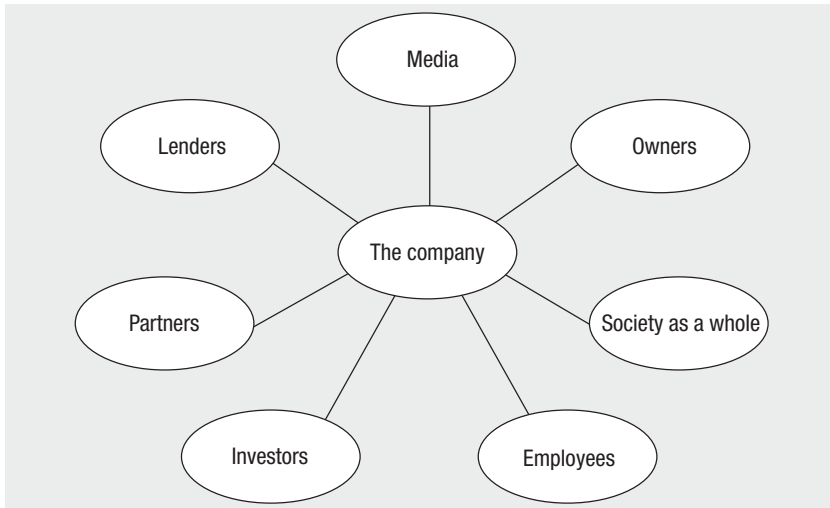 Media
Lenders
Owners
The company
Partners
Society as a whole
Investors
Employees